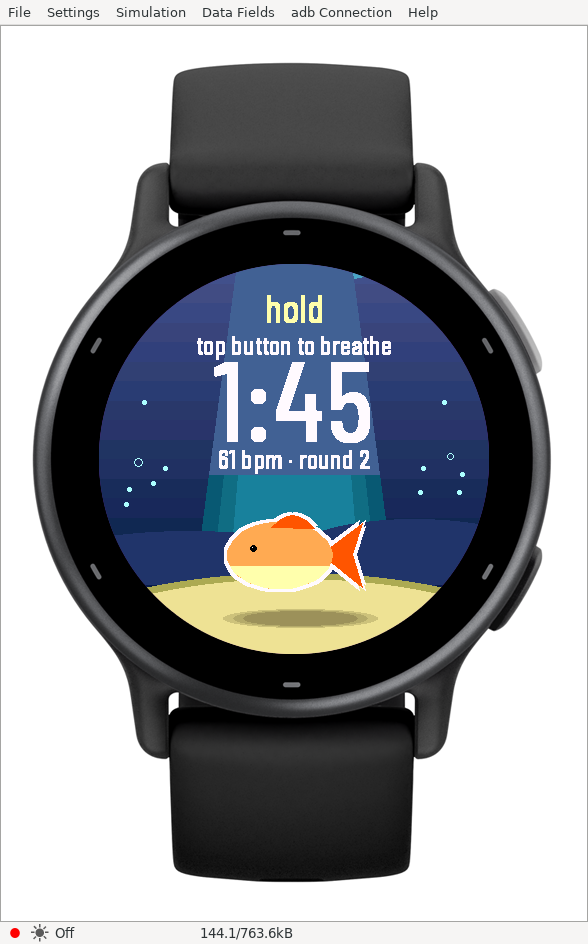 File Settings Simulation Data Fields adb Connection Help
hold
top button to breathe
1:45
61 bpm · round 2
Off 144.1/763.6kB